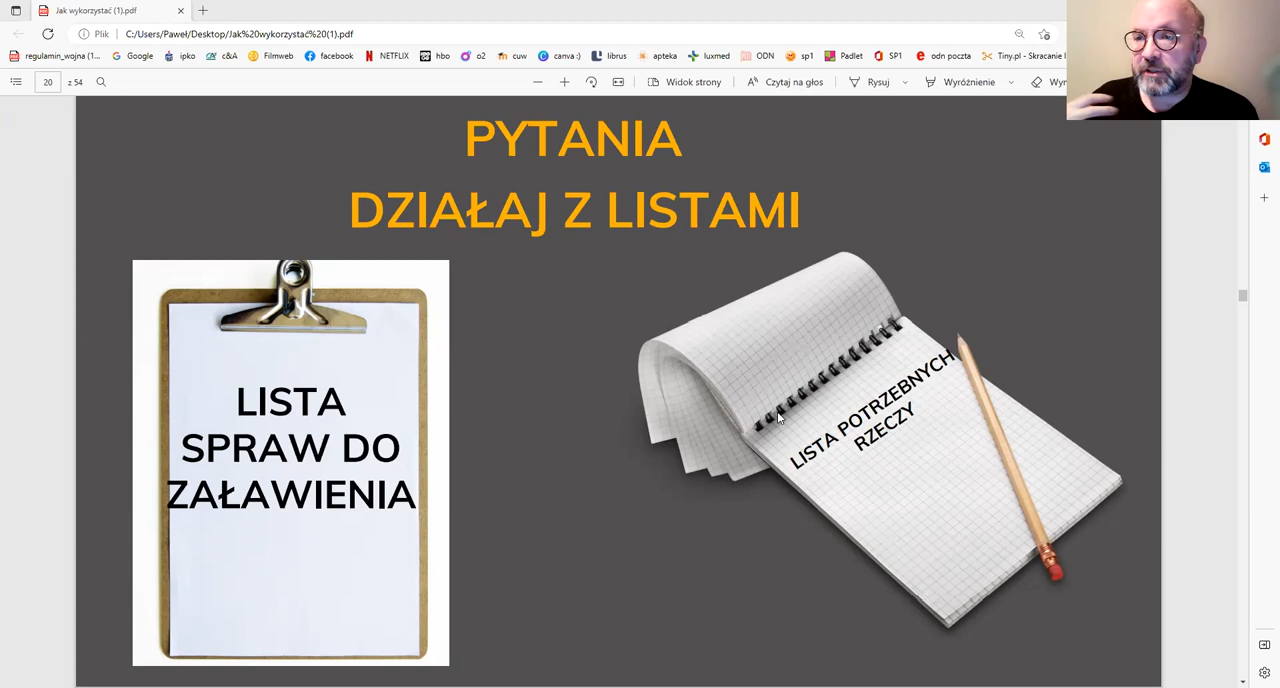 Jak wykorzystać (1).pdf
Plik
C:/Users/Paweł/Desktop/Jak%20wykorzystać%20(1).pdf
regulamin_wojna (1...
Google
ipko
c&A
Filmweb
facebook
NETFLIX
hbo
o2
cuw
canva :)
librus
apteka
luxmed
ODN
sp1
Padlet
SP1
odn poczta
Tiny.pl - Skracanie l
20
z 54
Widok strony
Czytaj na głos
Rysuj
Wyróżnienie
PYTANIA
DZIAŁAJ Z LISTAMI
LISTA
SPRAW DO
ZAŁAWIENIA
LISTA POTRZEBNYCH
RZECZY